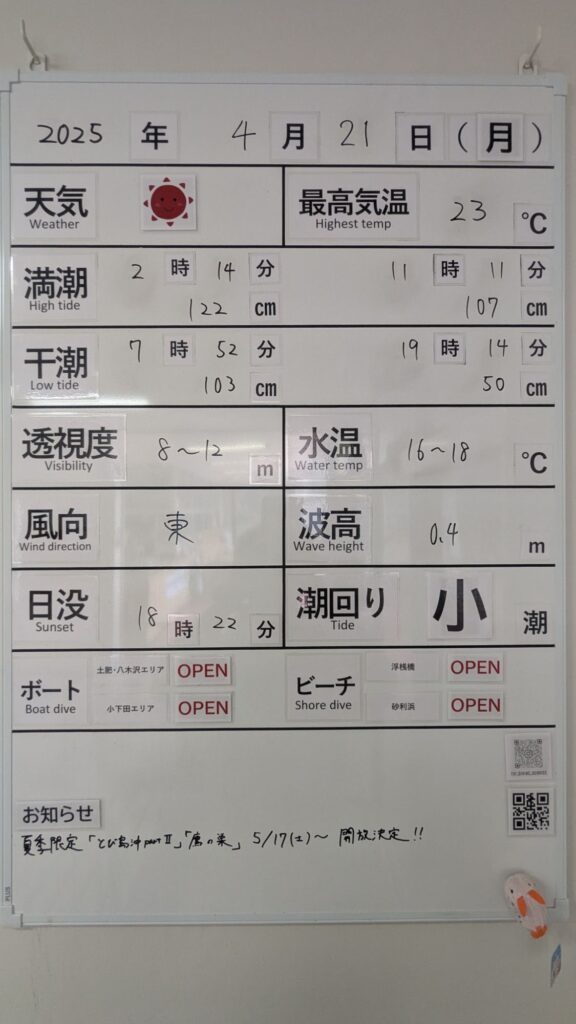 2025 年 4 月 21 日 (月)
天気
Weather
最高気温 23 ℃
Highest temp
満潮 2 時 14 分 11 時 11 分
High tide
122 cm 107 cm
干潮 7 時 52 分 19 時 14 分
Low tide
103 cm 50 cm
透視度 8～12 m
Visibility
水温 16～18 ℃
Water temp
風向 東
Wind direction
波高 0.4 m
Wave height
日没 18 時 22 分
Sunset
潮回り 小 潮
Tide
ボート
Boat dive
土肥・八木沢エリア OPEN
小下田エリア OPEN
ビーチ
Shore dive
浮桟橋 OPEN
砂利浜 OPEN
お知らせ
夏季限定「とび島沖 part Ⅱ」「鷹の巣」 5/17(土)～ 開放決定!!
PLUS